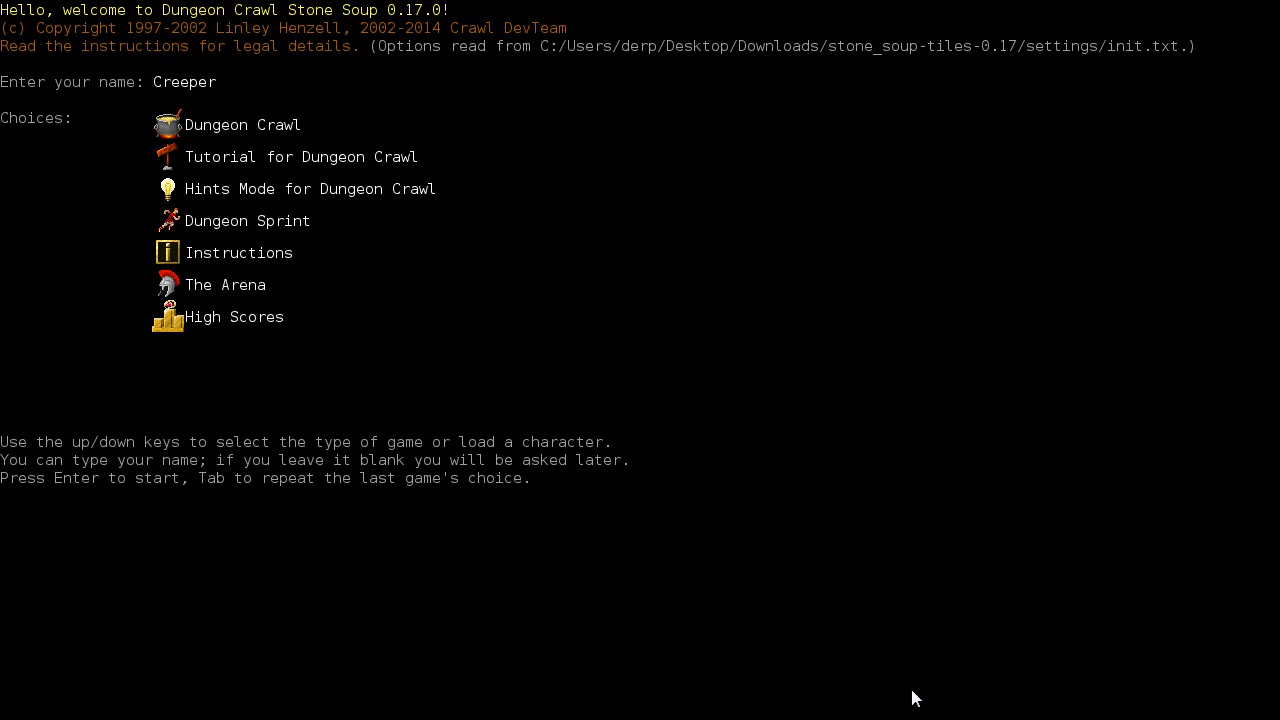 Hello, welcome to Dungeon Crawl Stone Soup 0.17.0!
(c) Copyright 1997-2002 Linley Henzell, 2002-2014 Crawl DevTeam
Read the instructions for legal details. (Options read from C:/Users/derp/Desktop/Downloads/stone_soup-tiles-0.17/settings/init.txt.)
Enter your name: Creeper
Choices:
Dungeon Crawl
Tutorial for Dungeon Crawl
Hints Mode for Dungeon Crawl
Dungeon Sprint
Instructions
The Arena
High Scores
Use the up/down keys to select the type of game or load a character.
You can type your name; if you leave it blank you will be asked later.
Press Enter to start, Tab to repeat the last game's choice.